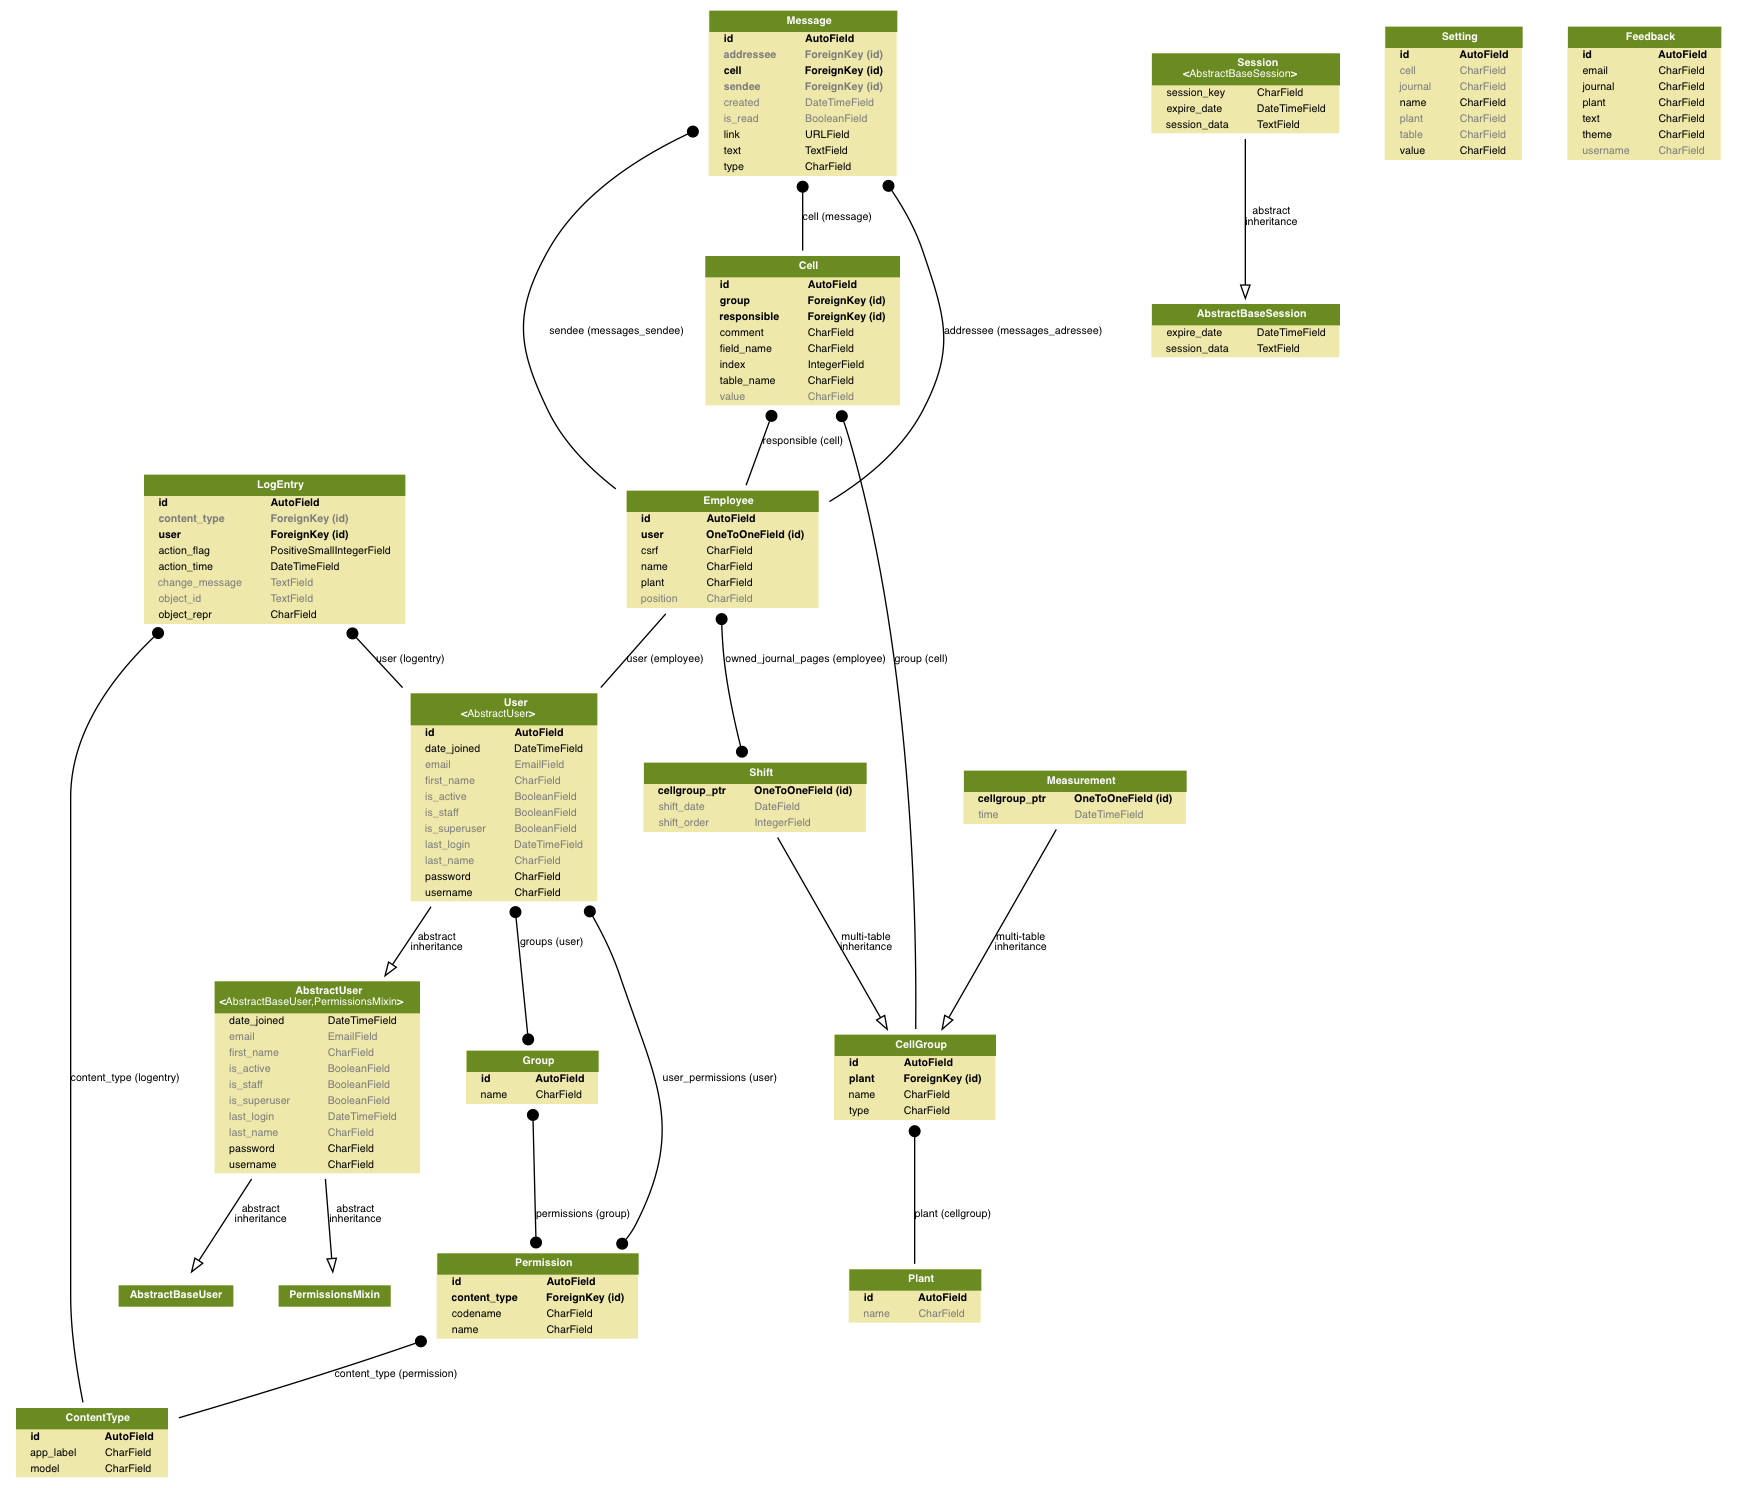 Message
id AutoField
addressee ForeignKey (id)
cell ForeignKey (id)
sendee ForeignKey (id)
created DateTimeField
is_read BooleanField
link URLField
text TextField
type CharField
Session
<AbstractBaseSession>
session_key CharField
expire_date DateTimeField
session_data TextField
Setting
id AutoField
cell CharField
journal CharField
name CharField
plant CharField
table CharField
value CharField
Feedback
id AutoField
email CharField
journal CharField
plant CharField
text CharField
theme CharField
username CharField
cell (message)
abstract
inheritance
Cell
id AutoField
group ForeignKey (id)
responsible ForeignKey (id)
comment CharField
field_name CharField
index IntegerField
table_name CharField
value CharField
AbstractBaseSession
expire_date DateTimeField
session_data TextField
sendee (messages_sendee)
addressee (messages_adressee)
responsible (cell)
LogEntry
id AutoField
content_type ForeignKey (id)
user ForeignKey (id)
action_flag PositiveSmallIntegerField
action_time DateTimeField
change_message TextField
object_id TextField
object_repr CharField
Employee
id AutoField
user OneToOneField (id)
csrf CharField
name CharField
plant CharField
position CharField
user (logentry)
user (employee)
owned_journal_pages (employee)
group (cell)
User
<AbstractUser>
id AutoField
date_joined DateTimeField
email EmailField
first_name CharField
is_active BooleanField
is_staff BooleanField
is_superuser BooleanField
last_login DateTimeField
last_name CharField
password CharField
username CharField
Shift
cellgroup_ptr OneToOneField (id)
shift_date DateField
shift_order IntegerField
Measurement
cellgroup_ptr OneToOneField (id)
time DateTimeField
abstract
inheritance
groups (user)
multi-table
inheritance
multi-table
inheritance
AbstractUser
<AbstractBaseUser,PermissionsMixin>
date_joined DateTimeField
email EmailField
first_name CharField
is_active BooleanField
is_staff BooleanField
is_superuser BooleanField
last_login DateTimeField
last_name CharField
password CharField
username CharField
Group
id AutoField
name CharField
CellGroup
id AutoField
plant ForeignKey (id)
name CharField
type CharField
content_type (logentry)
user_permissions (user)
abstract
inheritance
abstract
inheritance
permissions (group)
plant (cellgroup)
AbstractBaseUser
PermissionsMixin
Permission
id AutoField
content_type ForeignKey (id)
codename CharField
name CharField
Plant
id AutoField
name CharField
content_type (permission)
ContentType
id AutoField
app_label CharField
model CharField